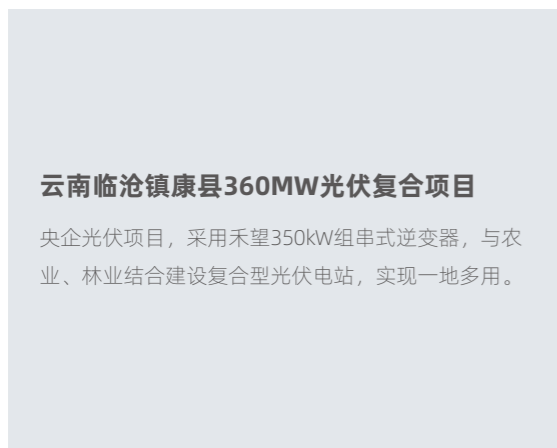 云南临沧镇康县360MW光伏复合项目
央企光伏项目，采用禾望350kW组串式逆变器，与农
业、林业结合建设复合型光伏电站，实现一地多用。